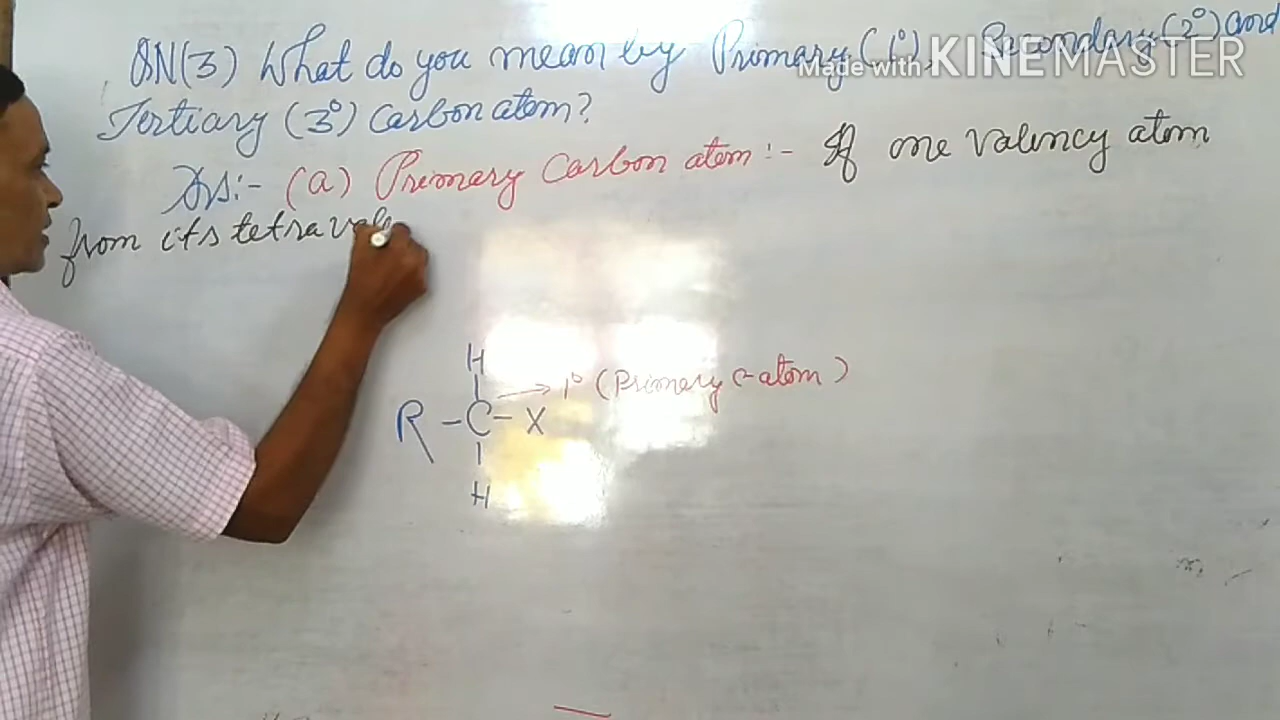 QN(3) What do you mean by Primary (1°), Secondary (2°) and
Made with KINEMASTER
Tertiary (3°) Carbon atom?
Ans:- (a) Primary Carbon atom :- If one Valency atom
from its tetravale
H
1° (Primary C-atom)
R - C - X
H